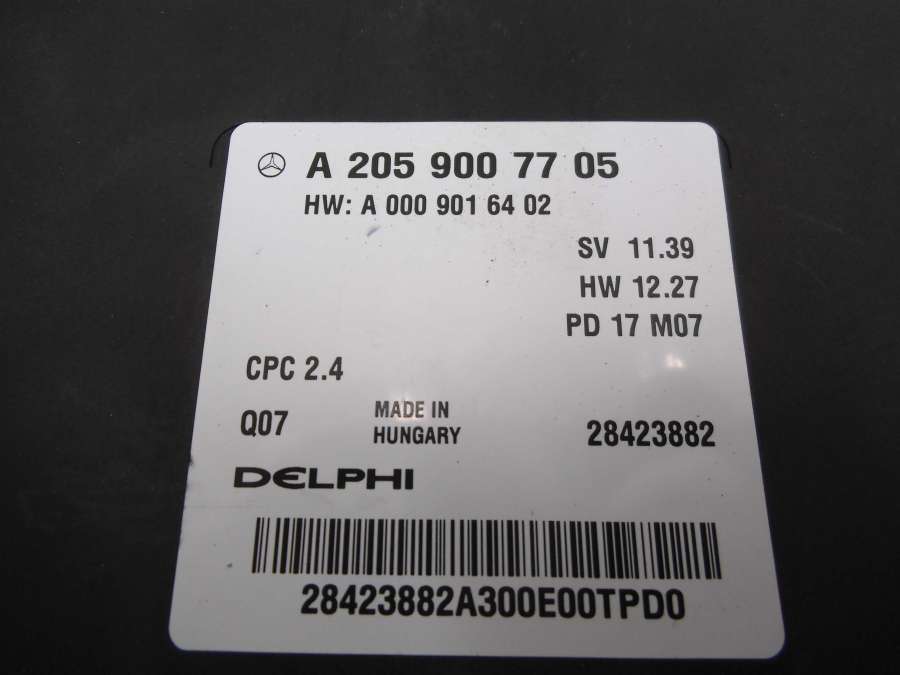 A 205 900 77 05
HW: A 000 901 64 02
SV 11.39
HW 12.27
PD 17 M07
CPC 2.4
Q07
MADE IN
HUNGARY
28423882
DELPHI
28423882A300E00TPD0